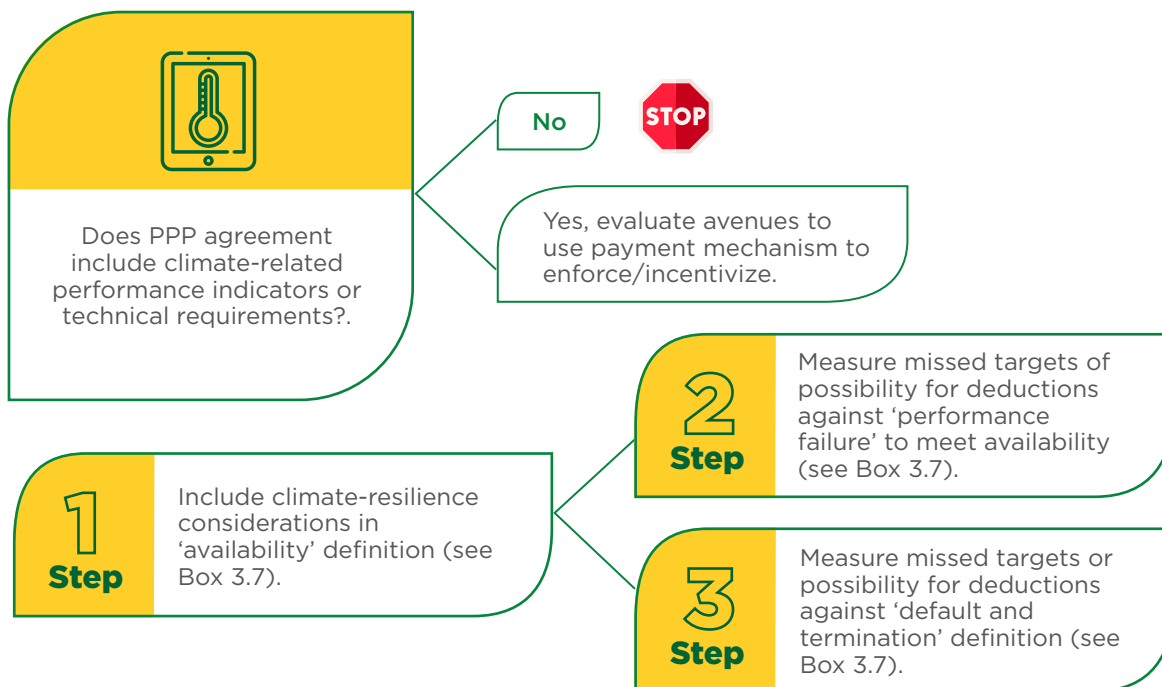 Does PPP agreement
include climate-related
performance indicators or
technical requirements?.
No
STOP
Yes, evaluate avenues to
use payment mechanism to
enforce/incentivize.
1
Step
Include climate-resilience
considerations in
‘availability’ definition (see
Box 3.7).
2
Step
Measure missed targets of
possibility for deductions
against ‘performance
failure’ to meet availability
(see Box 3.7).
3
Step
Measure missed targets or
possibility for deductions
against ‘default and
termination’ definition (see
Box 3.7).